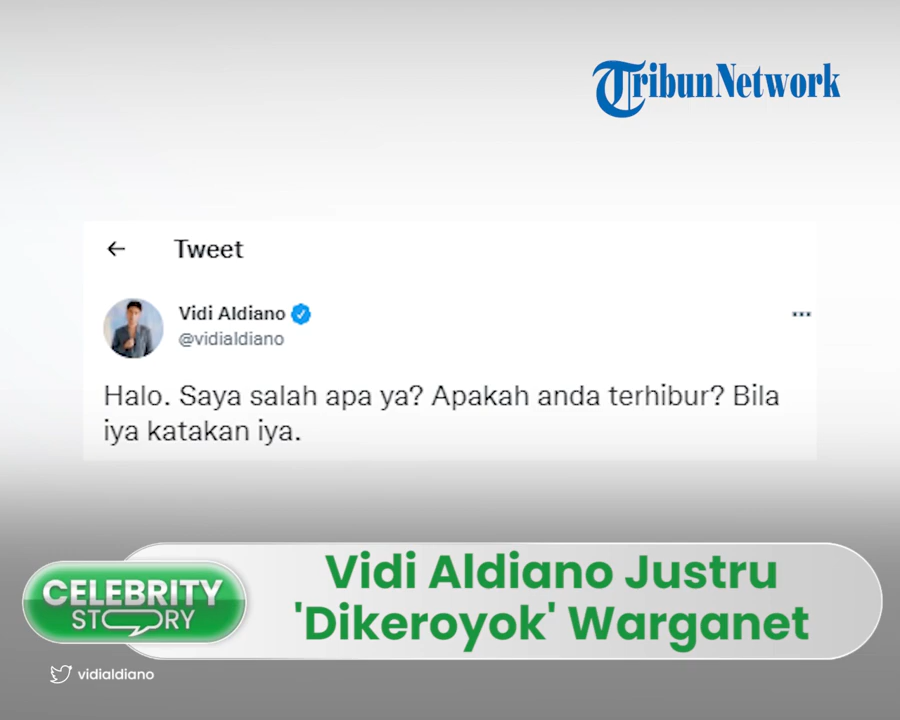 TribunNetwork
Tweet
Vidi Aldiano
@vidialdiano
Halo. Saya salah apa ya? Apakah anda terhibur? Bila
iya katakan iya.
Vidi Aldiano Justru
'Dikeroyok' Warganet
CELEBRITY
STORY
vidialdiano